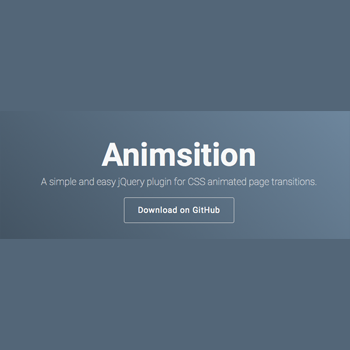 Animsition
A simple and easy jQuery plugin for CSS animated page transitions.
Download on GitHub